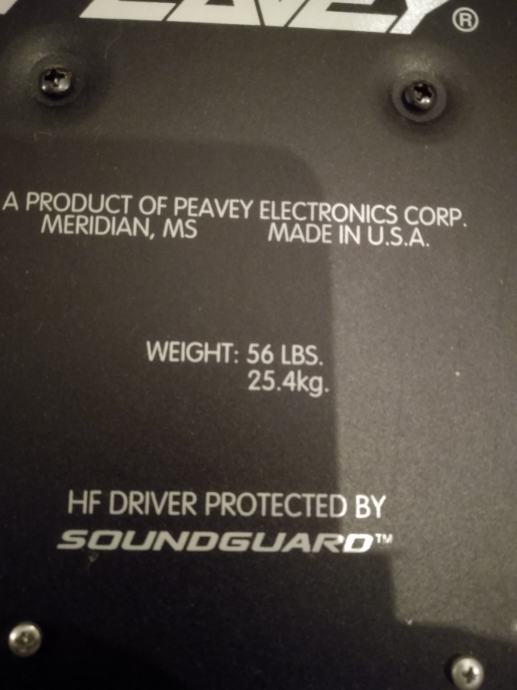 PEAVEY®
A PRODUCT OF PEAVEY ELECTRONICS CORP.
MERIDIAN, MS MADE IN U.S.A.
WEIGHT: 56 LBS.
25.4kg.
HF DRIVER PROTECTED BY
SOUNDGUARD™